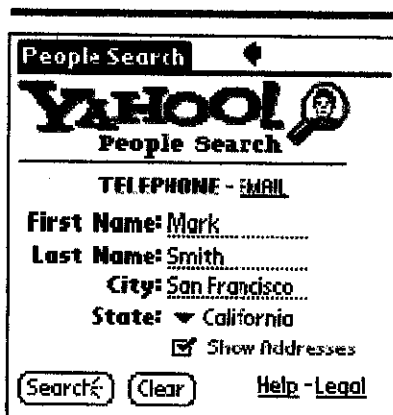 People Search
YAHOO!
People Search
TELEPHONE - EMAIL
First Name: Mark
Last Name: Smith
City: San Francisco
State: California
Show Addresses
Search Clear Help - Legal